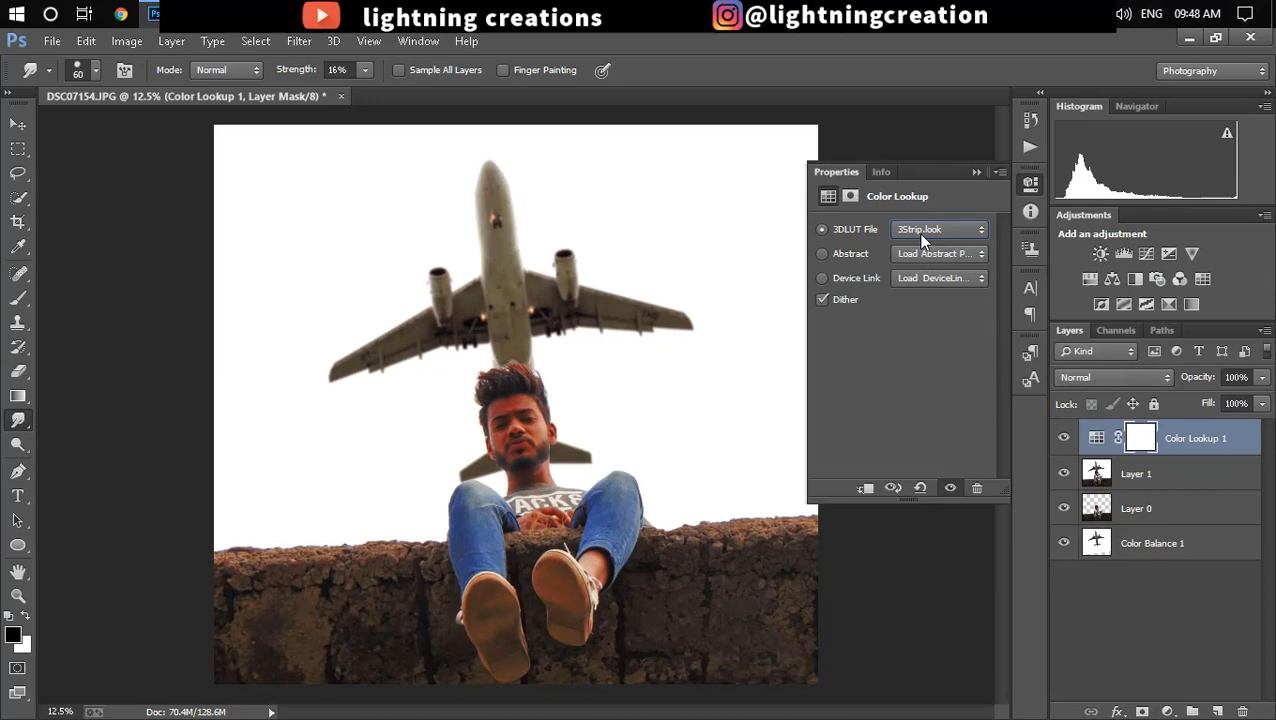 lightning creations @lightningcreation
ENG 09:48 AM
Ps File Edit Image Layer Type Select Filter 3D View Window Help
60 Mode: Normal Strength: 16% Sample All Layers Finger Painting Photography
DSC07154.JPG @ 12.5% (Color Lookup 1, Layer Mask/8) * ×
Histogram Navigator
Properties Info
Color Lookup
3DLUT File 3Strip.look
Abstract Load Abstract P...
Device Link Load DeviceLin...
Dither
Adjustments
Add an adjustment
Layers Channels Paths
Kind
Normal Opacity: 100%
Lock: Fill: 100%
Color Lookup 1
Layer 1
Layer 0
Color Balance 1
12.5% Doc: 70.4M/128.6M